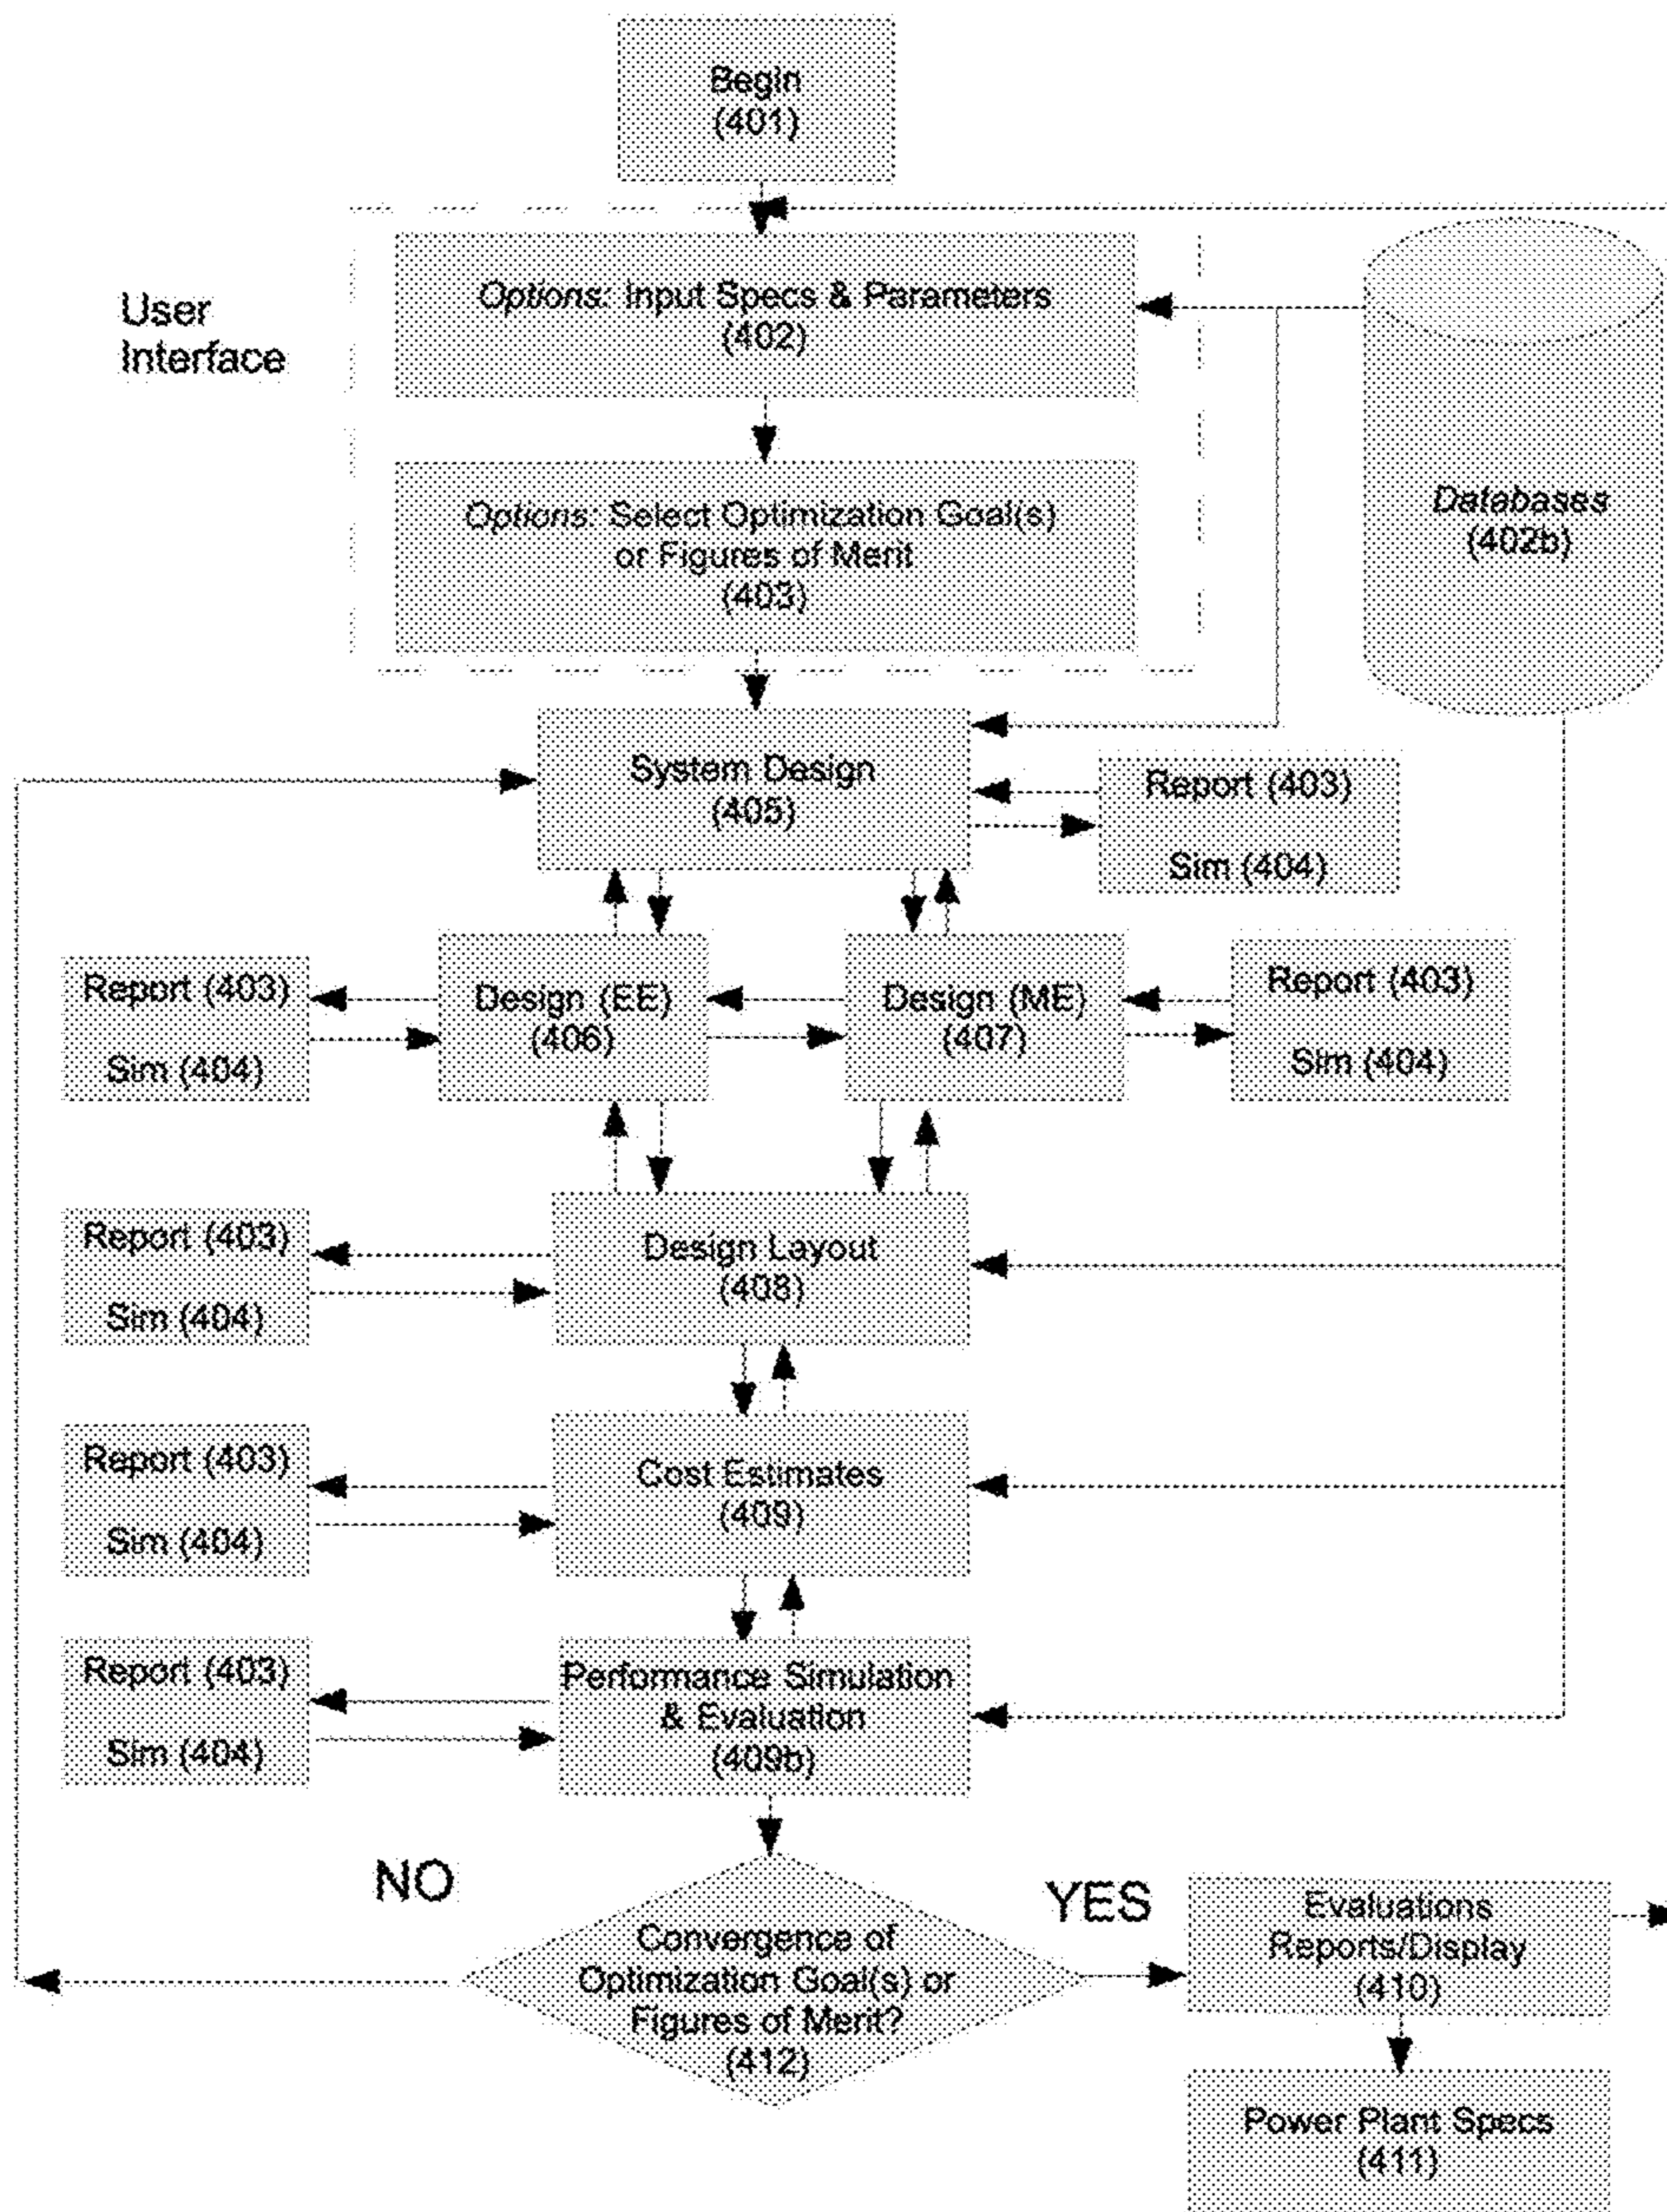 Begin
(401)
User
Interface
Options: Input Specs & Parameters
(402)
Options: Select Optimization Goal(s)
or Figures of Merit
(403)
Databases
(402b)
System Design
(405)
Report (403)
Sim (404)
Report (403)
Sim (404)
Design (EE)
(406)
Design (ME)
(407)
Report (403)
Sim (404)
Report (403)
Sim (404)
Design Layout
(408)
Report (403)
Sim (404)
Cost Estimates
(409)
Report (403)
Sim (404)
Performance Simulation
& Evaluation
(409b)
NO
YES
Convergence of
Optimization Goal(s) or
Figures of Merit?
(412)
Evaluations
Reports/Display
(410)
Power Plant Specs
(411)